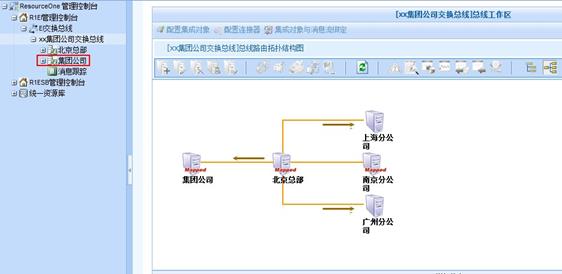 ResourceOne 管理控制台
R1E管理控制台
EI交换总线
xx集团公司交换总线
北京总部
集团公司
消息跟踪
R1ESB管理控制台
统一资源库
[xx集团公司交换总线]总线工作区
配置集成对象 配置连接器 集成对象与消息流绑定
[xx集团公司交换总线]总线路由拓扑结构图
上海分公司
Mapped
集团公司
Mapped
北京总部
Mapped
南京分公司
广州分公司